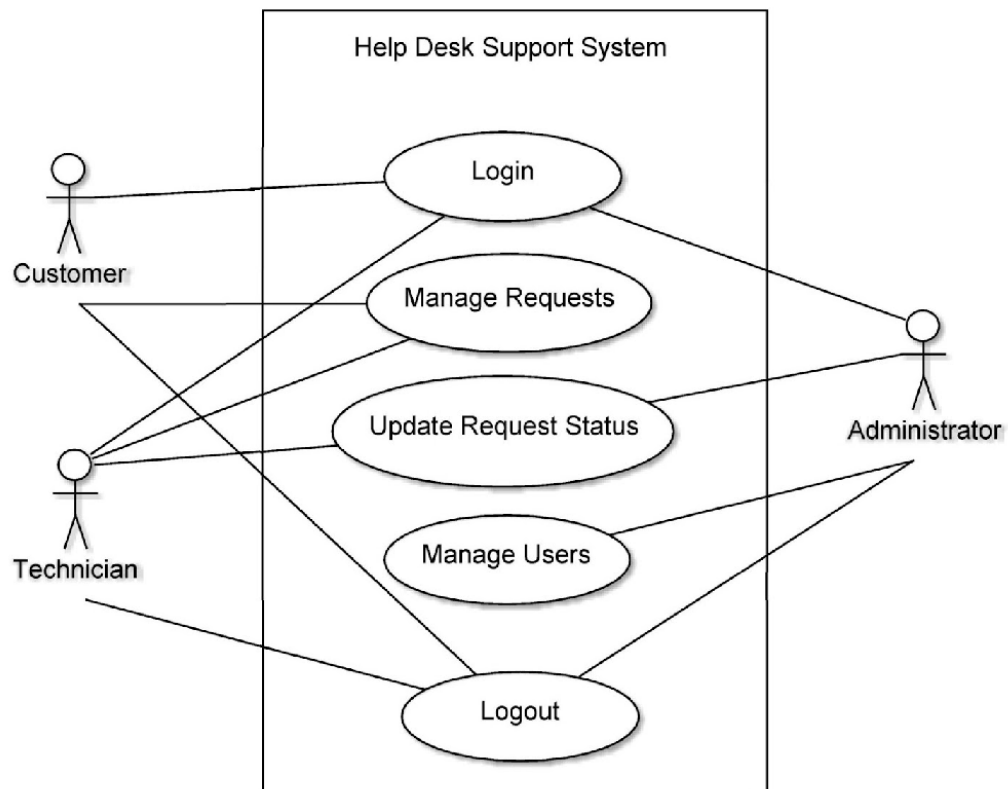 Help Desk Support System
Login
Customer
Manage Requests
Update Request Status
Administrator
Manage Users
Technician
Logout